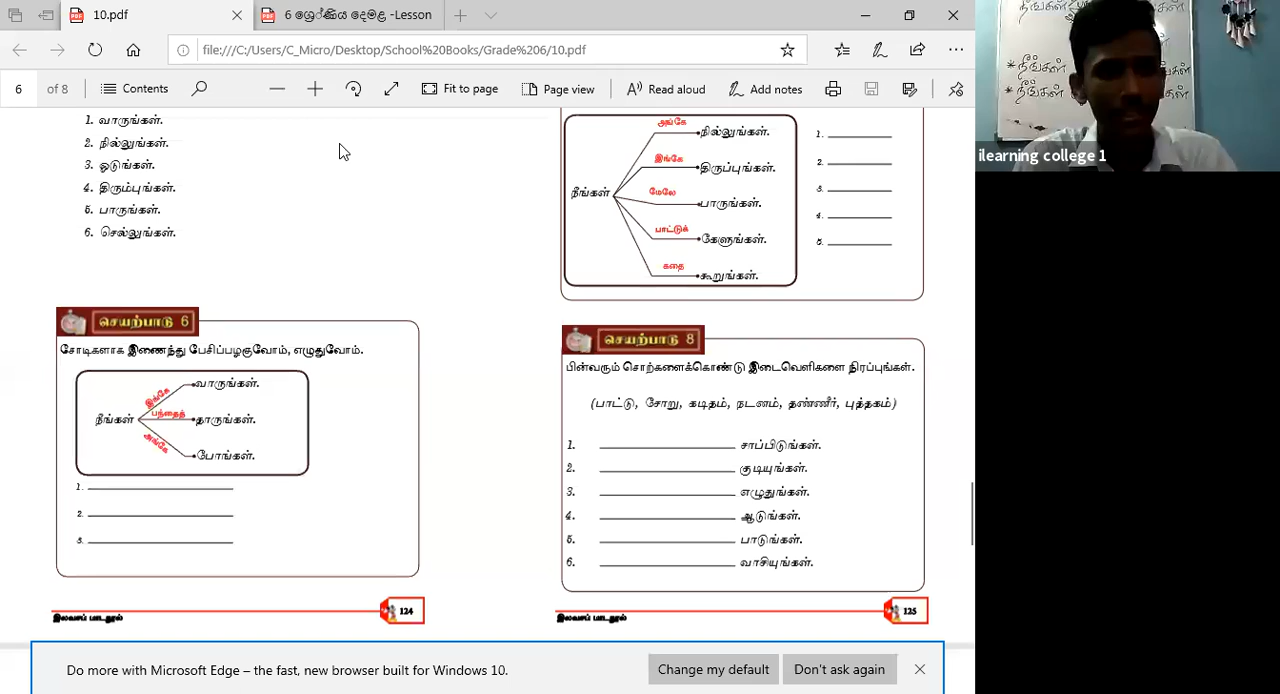 10.pdf
6 ශ්‍රේණිය දෙමළ -Lesson
file:///C:/Users/C_Micro/Desktop/School%20Books/Grade%206/10.pdf
6 of 8
Contents
Fit to page
Page view
Read aloud
Add notes
1. வாருங்கள்.
2. நில்லுங்கள்.
3. ஓடுங்கள்.
4. திரும்புங்கள்.
5. பாருங்கள்.
6. செல்லுங்கள்.
செயற்பாடு 6
சோடிகளாக இணைந்து பேசிப்பழகுவோம், எழுதுவோம்.
நீங்கள்
இங்கே வாருங்கள்.
பந்தைத் தாருங்கள்.
அங்கே போங்கள்.
1.
2.
3.
இலவசப் பாடநூல்
124
நீங்கள்
அங்கே நில்லுங்கள்.
இங்கே திருப்புங்கள்.
மேலே பாருங்கள்.
பாட்டுக் கேளுங்கள்.
கதை கூறுங்கள்.
1.
2.
3.
4.
5.
செயற்பாடு 8
பின்வரும் சொற்களைக்கொண்டு இடைவெளிகளை நிரப்புங்கள்.
(பாட்டு, சோறு, கடிதம், நடனம், தண்ணீர், புத்தகம்)
1. சாப்பிடுங்கள்.
2. குடியுங்கள்.
3. எழுதுங்கள்.
4. ஆடுங்கள்.
5. பாடுங்கள்.
6. வாசியுங்கள்.
இலவசப் பாடநூல்
125
Do more with Microsoft Edge – the fast, new browser built for Windows 10.
Change my default
Don't ask again
* நீங்கள்
* நீங்கள்
ilearning college 1